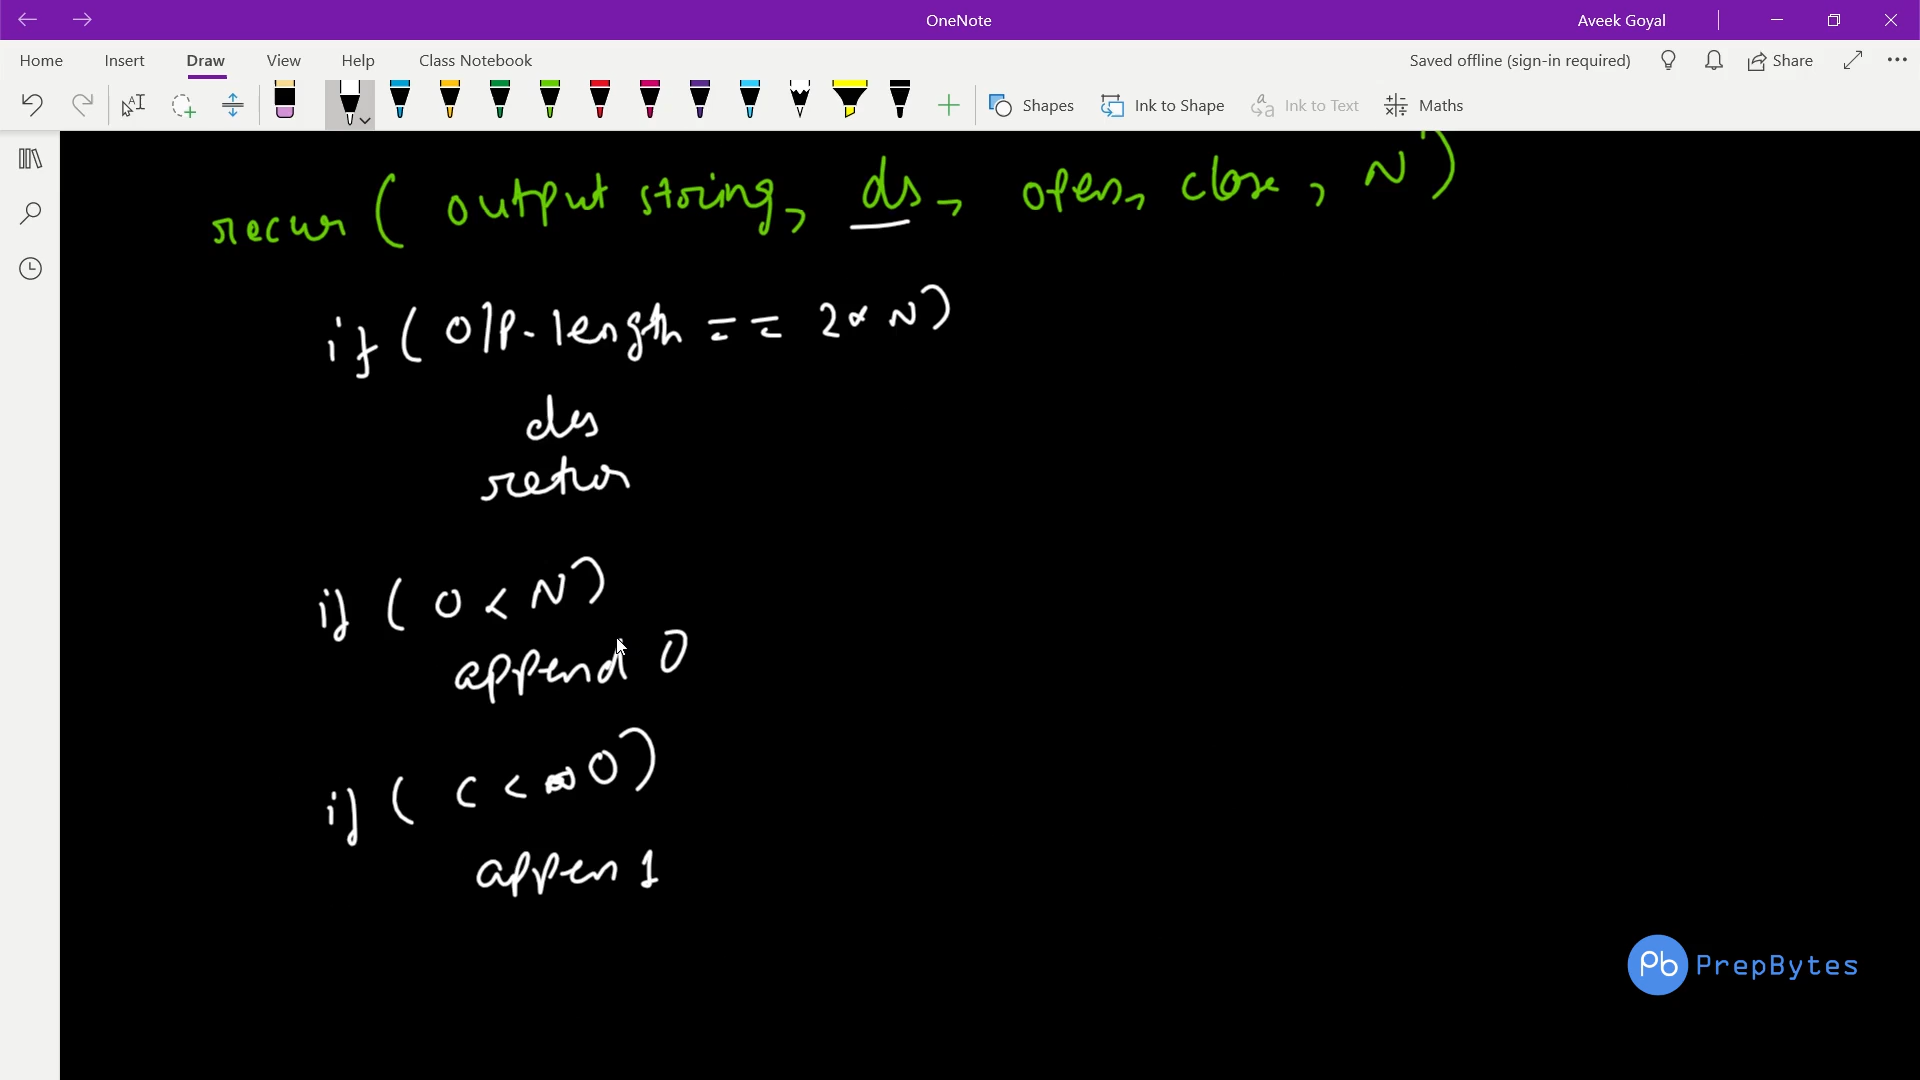 OneNote
Aveek Goyal
Home Insert Draw View Help Class Notebook
Saved offline (sign-in required) Share
Shapes Ink to Shape Ink to Text Maths
recur ( output string, ds, open, close, N )
if ( O/P.length == 2 * N )
ds
retur
if ( O < N )
append 0
if ( C < O )
appen 1
Pb PrepBytes